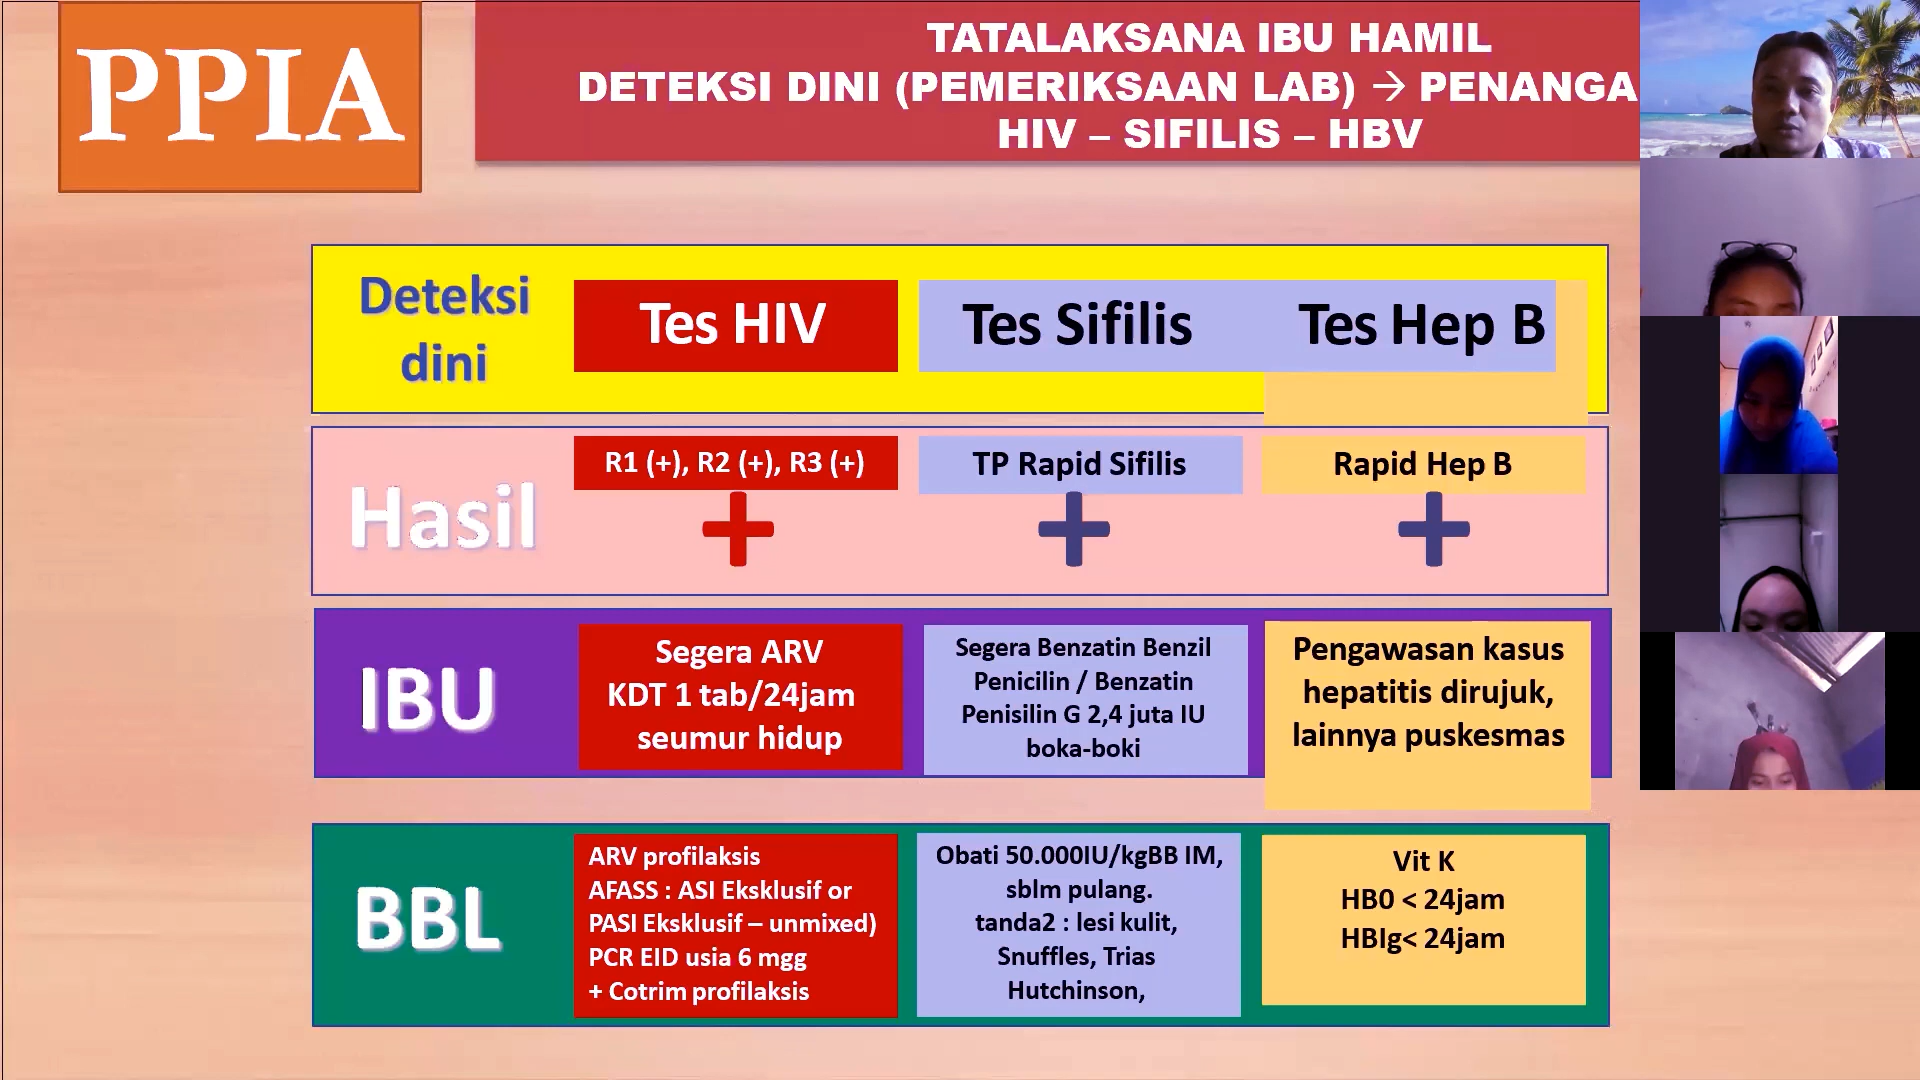 PPIA
TATALAKSANA IBU HAMIL
DETEKSI DINI (PEMERIKSAAN LAB) → PENANGA
HIV – SIFILIS – HBV
Deteksi
dini
Tes HIV
Tes Sifilis
Tes Hep B
Hasil
R1 (+), R2 (+), R3 (+)
+
TP Rapid Sifilis
+
Rapid Hep B
+
IBU
Segera ARV
KDT 1 tab/24jam
seumur hidup
Segera Benzatin Benzil
Penicilin / Benzatin
Penisilin G 2,4 juta IU
boka-boki
Pengawasan kasus
hepatitis dirujuk,
lainnya puskesmas
BBL
ARV profilaksis
AFASS : ASI Eksklusif or
PASI Eksklusif – unmixed)
PCR EID usia 6 mgg
+ Cotrim profilaksis
Obati 50.000IU/kgBB IM,
sblm pulang.
tanda2 : lesi kulit,
Snuffles, Trias
Hutchinson,
Vit K
HB0 < 24jam
HBIg< 24jam